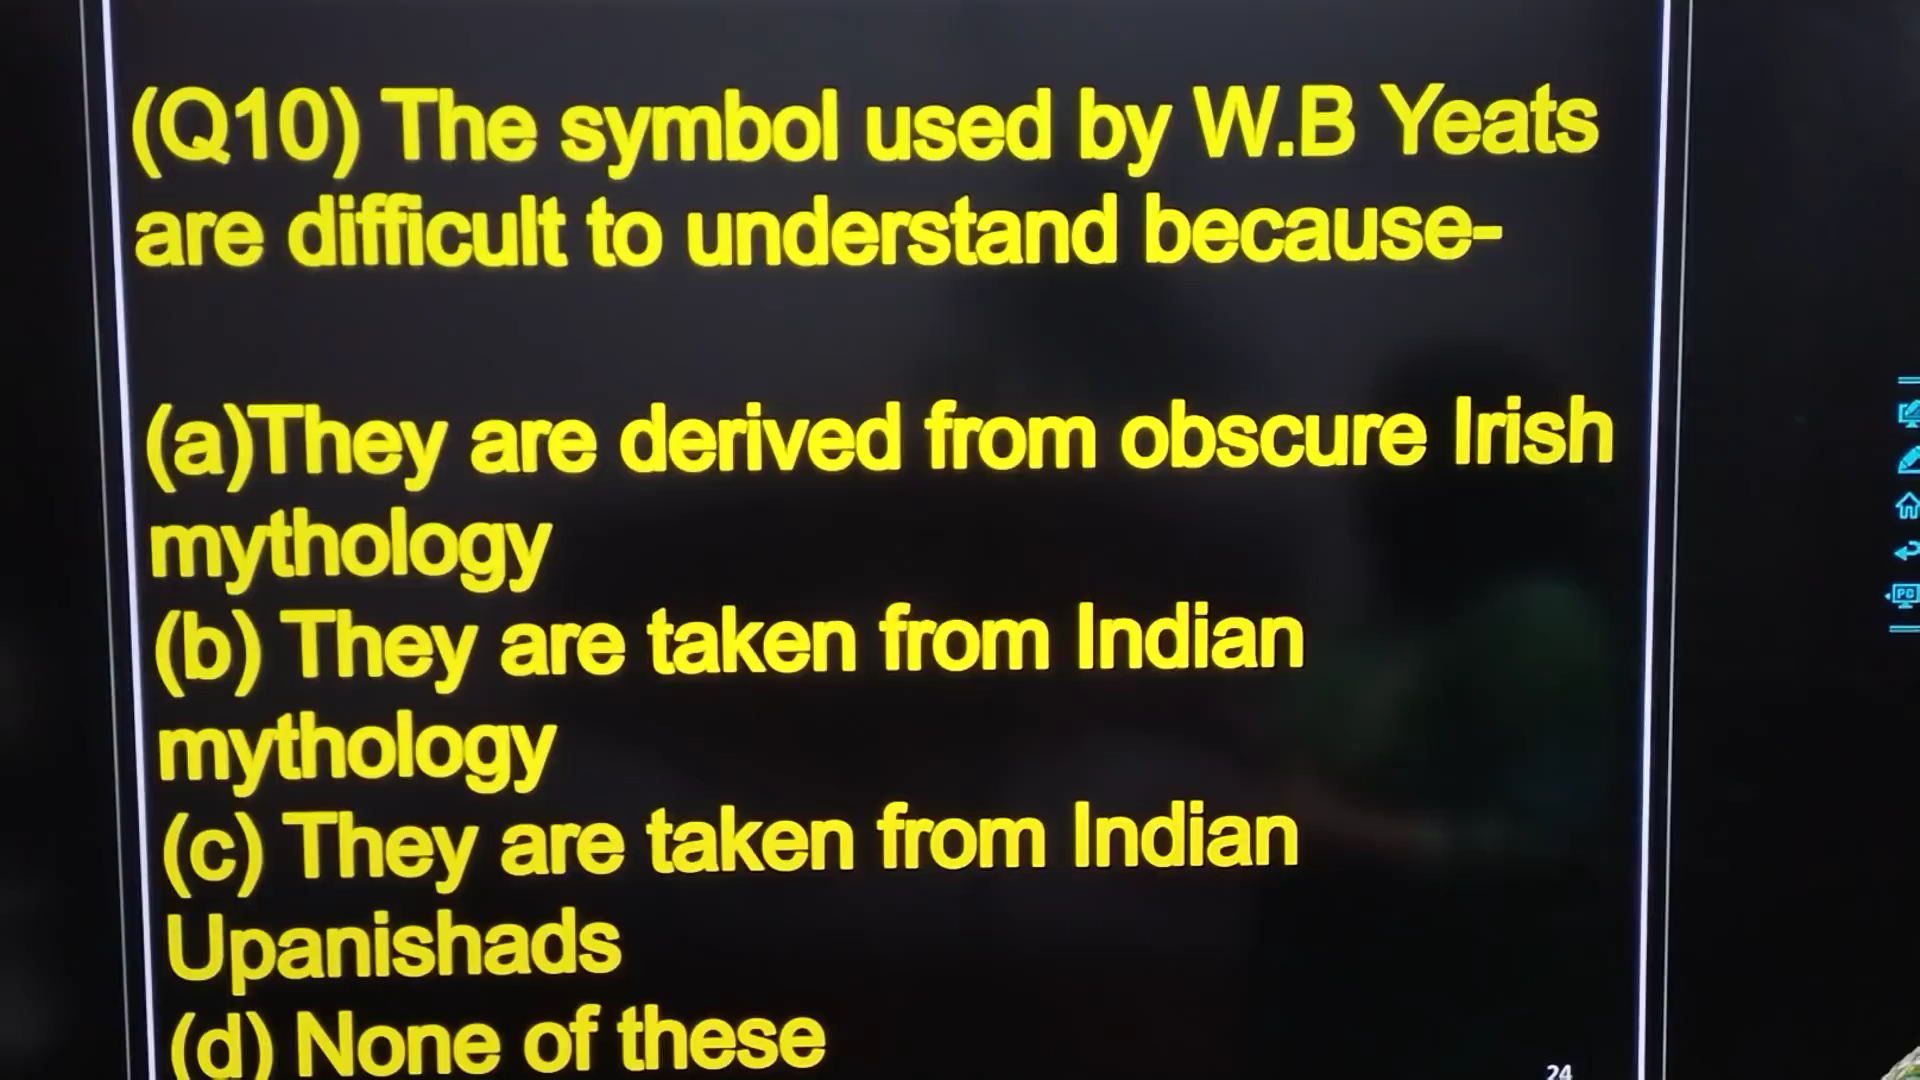 (Q10) The symbol used by W.B Yeats
are difficult to understand because-
(a)They are derived from obscure Irish
mythology
(b) They are taken from Indian
mythology
(c) They are taken from Indian
Upanishads
(d) None of these
24
PC